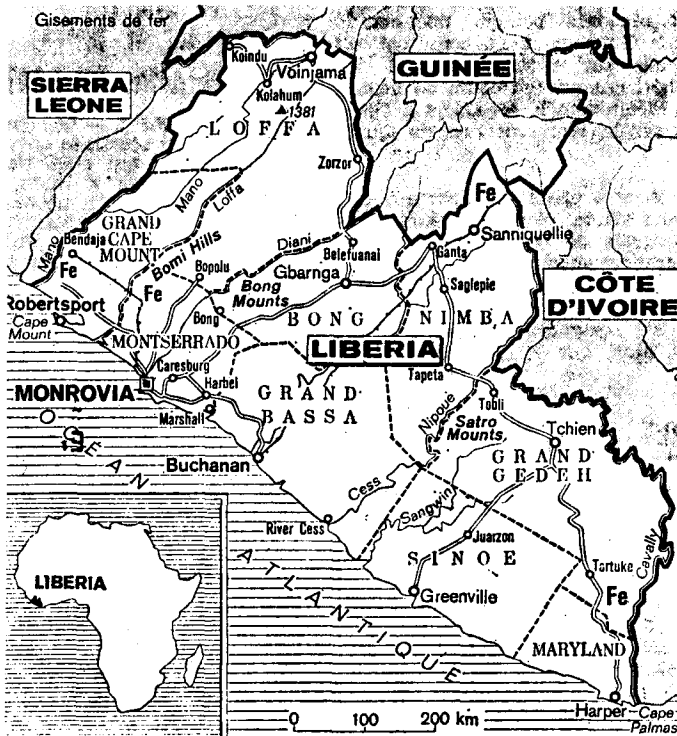 Gisements de fer
SIERRA
LEONE
GUINÉE
Koindu
Voinjama
Kolahum
1381
LOFFA
Zorzor
Mano
Loffa
GRAND
CAPE
MOUNT
Mano
Bendaja
Fe
Bomi Hills
Fe
Bopolu
Diani
Belefuanai
Gbarnga
Bong
Mounts
Bong
Fe
Sanniquellie
Ganta
Saglepie
CÔTE
D'IVOIRE
Robertsport
Cape
Mount
BONG
NIMBA
MONTSERRADO
LIBERIA
Caresburg
Harbel
MONROVIA
Marshall
GRAND
BASSA
Tapeta
Tobli
Nipoue
Satro
Mounts
Tchien
GRAND
GEDEH
Buchanan
Cess
Sangwin
River Cess
Juarzon
SINOE
Greenville
Tartuke
Fe
Cavally
MARYLAND
Harper
Cape
Palmas
OCÉAN
ATLANTIQUE
LIBERIA
0 100 200 km